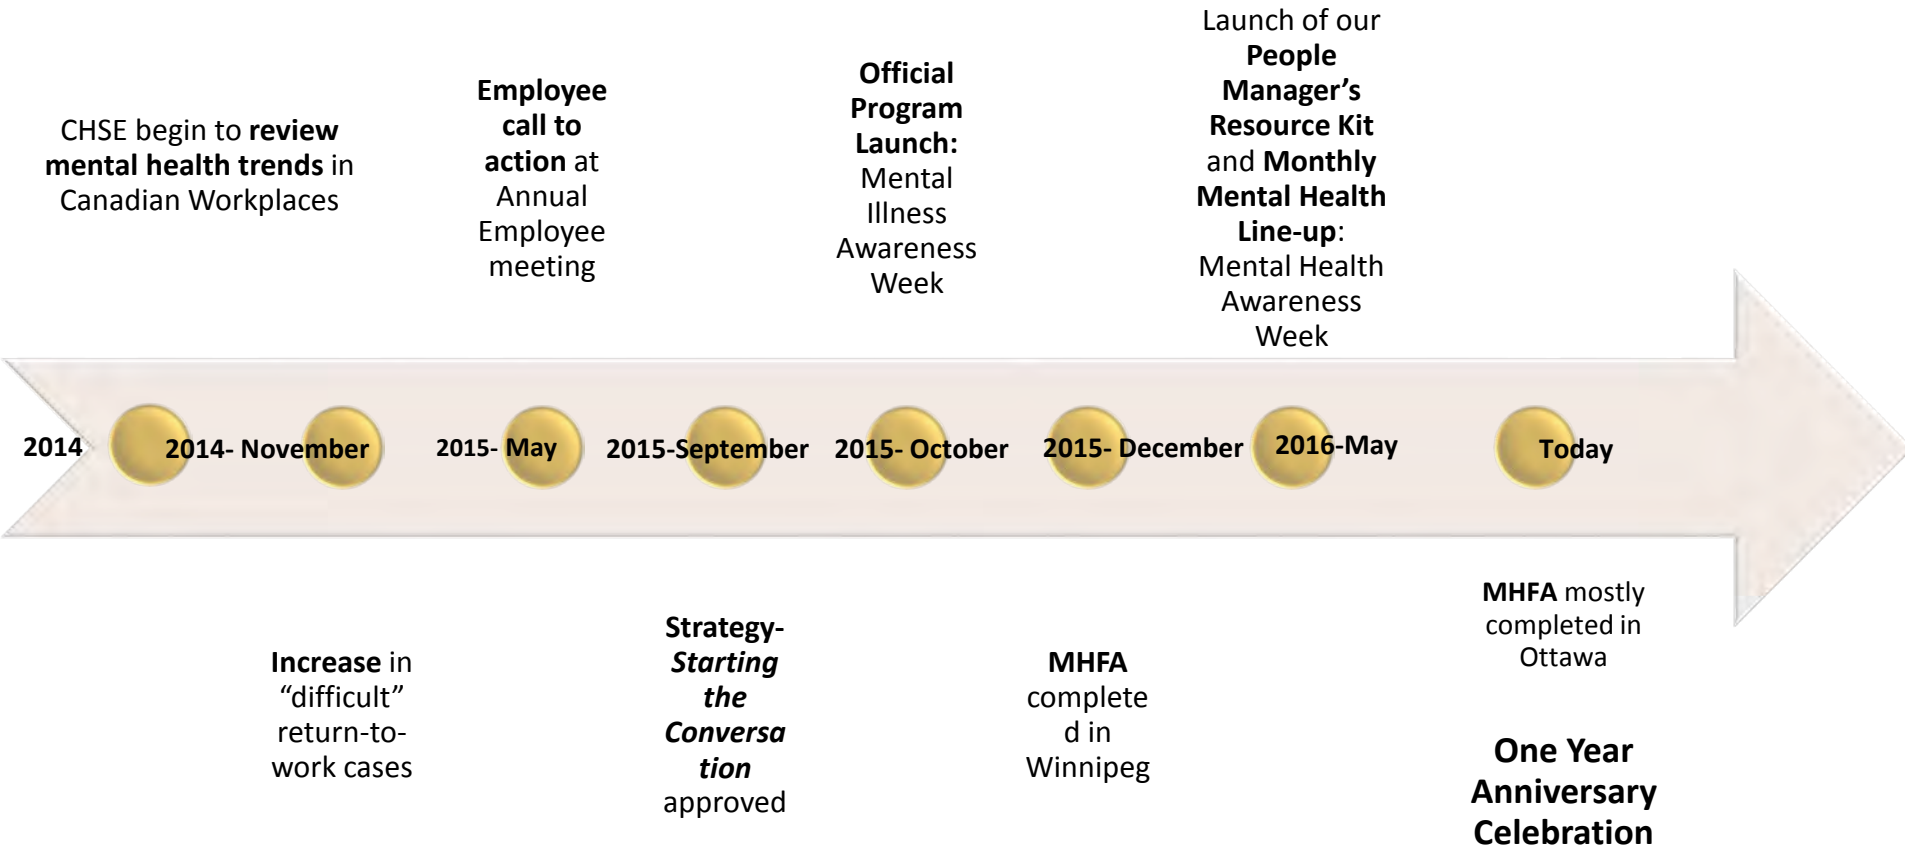 CHSE begin to review
mental health trends in
Canadian Workplaces
Employee
call to
action at
Annual
Employee
meeting
Official
Program
Launch:
Mental
Illness
Awareness
Week
Launch of our
People
Manager’s
Resource Kit
and Monthly
Mental Health
Line-up:
Mental Health
Awareness
Week
2014
2014- November
2015- May
2015-September
2015- October
2015- December
2016-May
Today
Increase in
“difficult”
return-to-
work cases
Strategy-
Starting
the
Conversa
tion
approved
MHFA
complete
d in
Winnipeg
MHFA mostly
completed in
Ottawa
One Year
Anniversary
Celebration